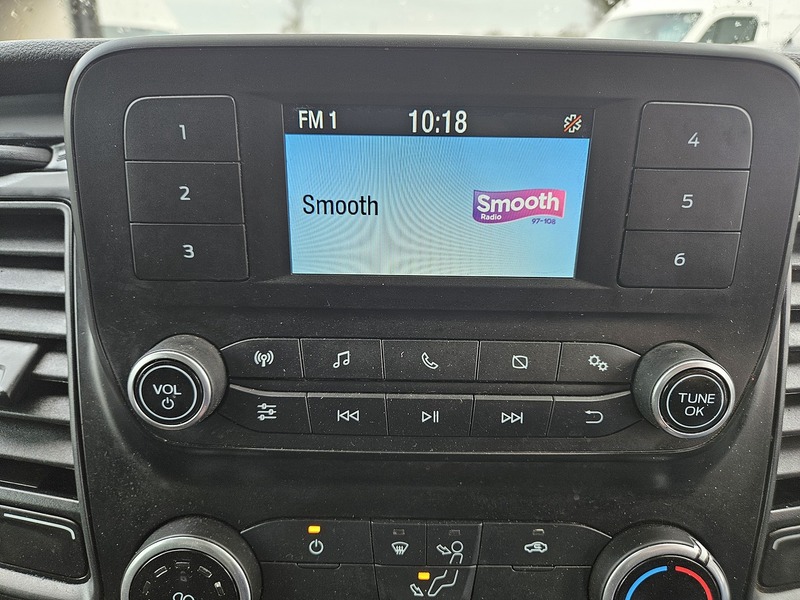 FM 1 10:18
1 4
Smooth Smooth
Radio
97-108
2 5
3 6
VOL
TUNE
OK